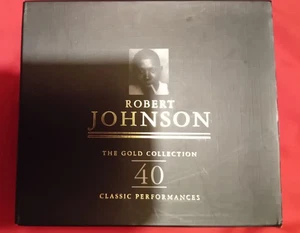 ROBERT
JOHNSON
THE GOLD COLLECTION
40
CLASSIC PERFORMANCES